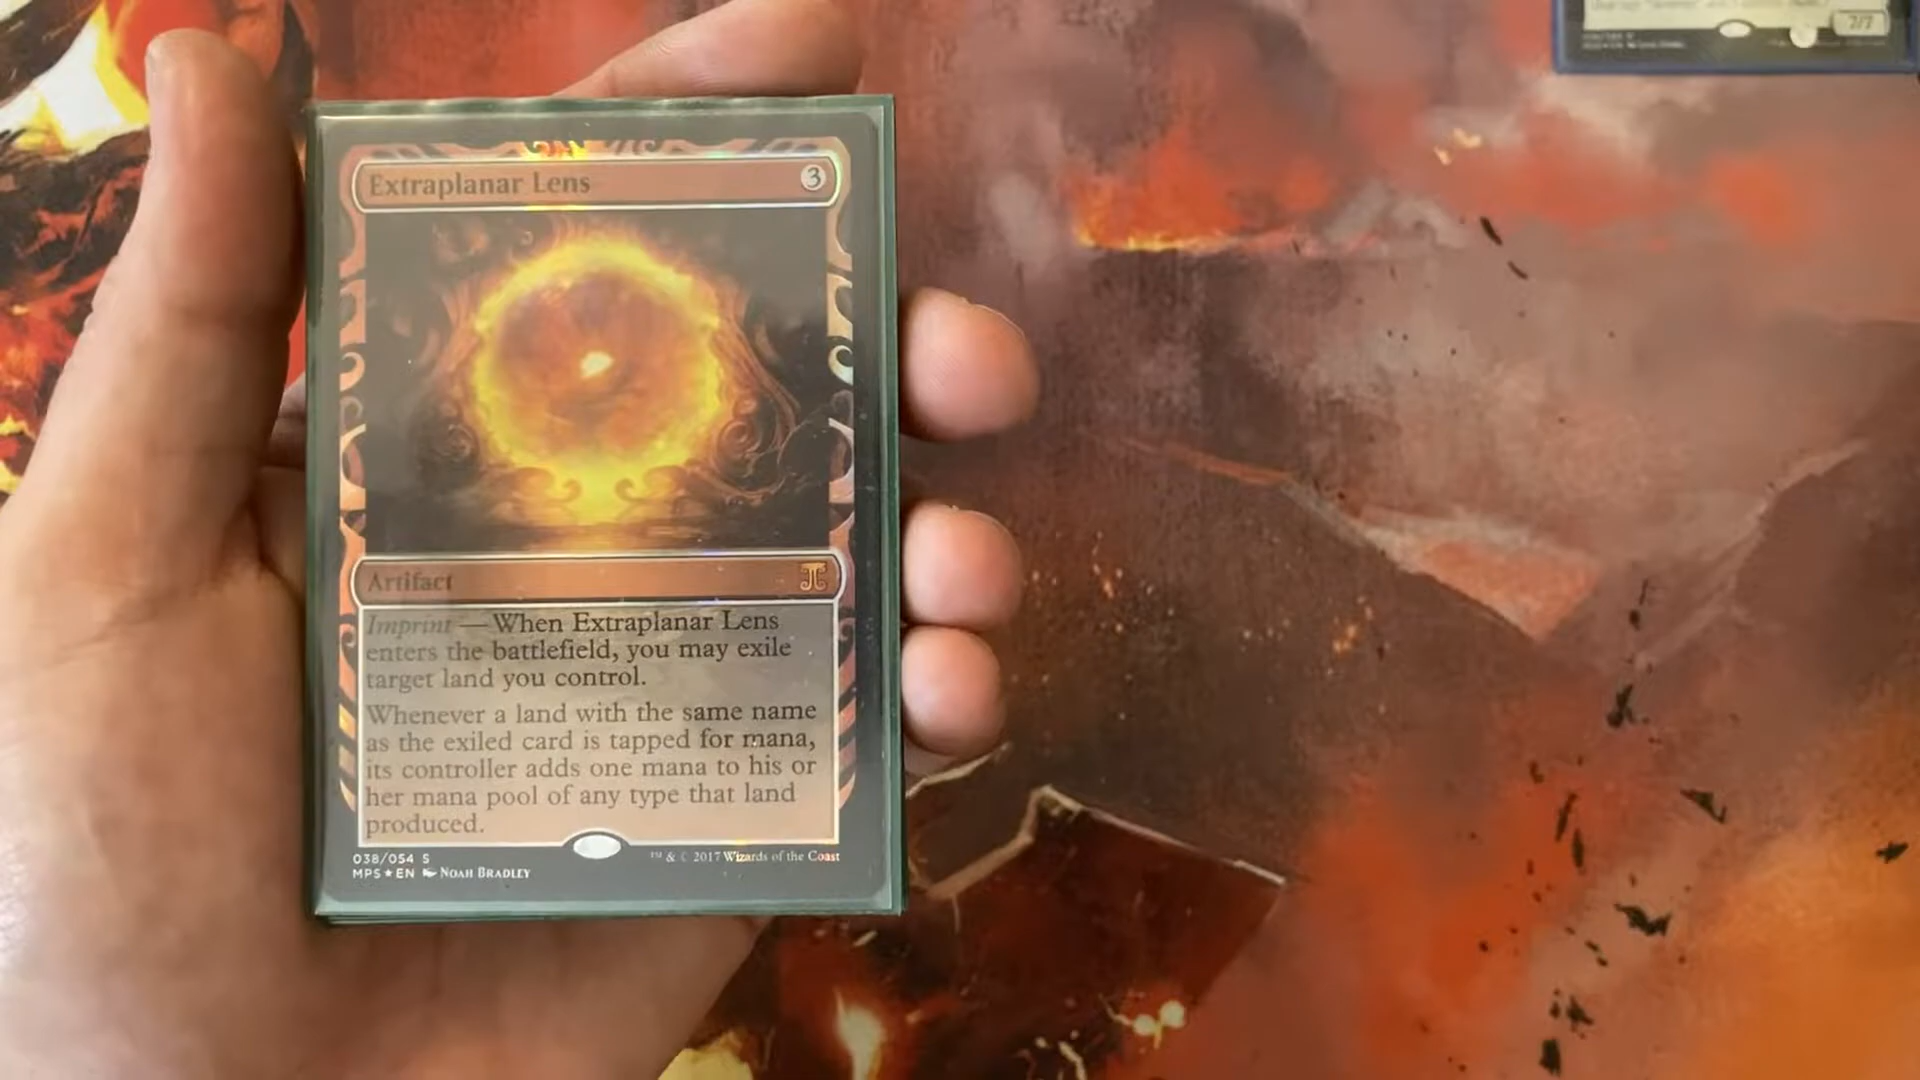 Extraplanar Lens 3
Artifact
Imprint — When Extraplanar Lens
enters the battlefield, you may exile
target land you control.
Whenever a land with the same name
as the exiled card is tapped for mana,
its controller adds one mana to his or
her mana pool of any type that land
produced.
038/054 S
MPS★EN NOAH BRADLEY
™ & © 2017 Wizards of the Coast
7/7